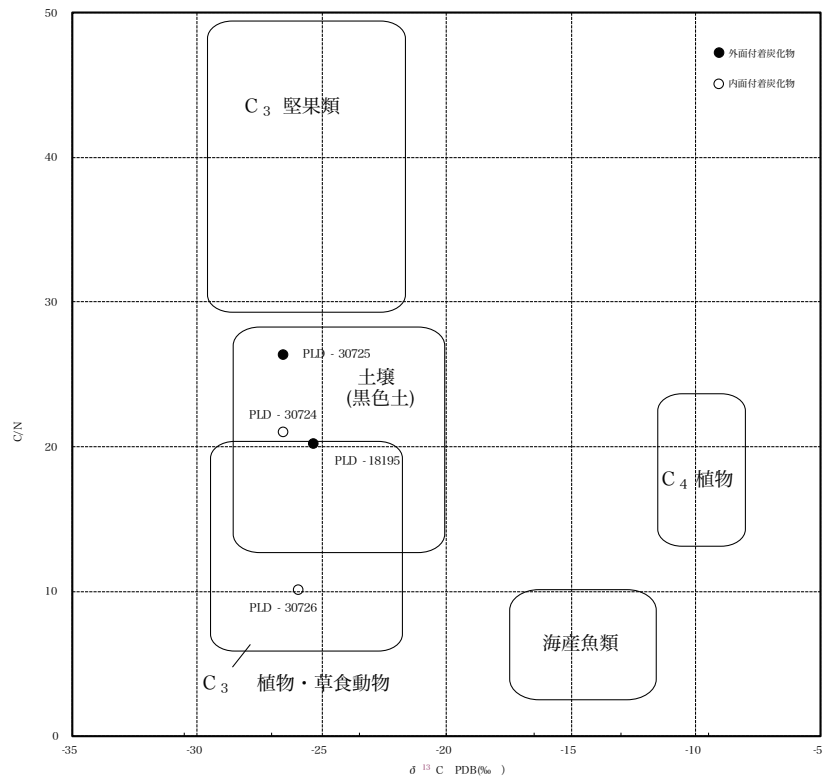 50
外面付着炭化物
内面付着炭化物
C₃ 堅果類
40
30
PLD - 30725
土壌
(黒色土)
PLD - 30724
C/N
20
PLD - 18195
C₄ 植物
10
PLD - 30726
海産魚類
C₃ 植物・草食動物
0
-35
-30
-25
-20
-15
-10
-5
δ ¹³ C PDB(‰ )